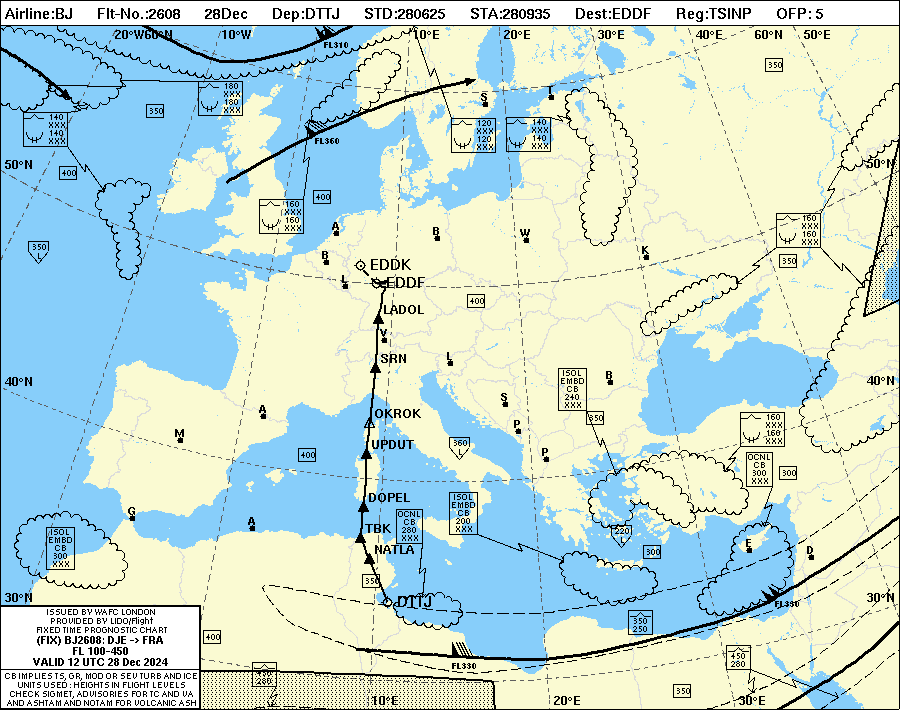 Airline:BJ Flt-No.:2608 28Dec Dep:DTTJ STD:280625 STA:280935 Dest:EDDF Reg:TSINP OFP: 5
20°W60°N 10°W 0° 10°E 20°E 30°E 40°E 60°N 50°E
FL310
350
180
XXX
180
XXX
140
XXX
140
XXX
350
S
T
FL360
120
XXX
120
XXX
140
XXX
140
XXX
50°N
50°N
400
400
160
XXX
160
XXX
160
XXX
160
XXX
A
B
W
350
L
B
K
350
EDDK
L
EDDF
400
LADOL
V
SRN
L
40°N
ISOL
EMBD
CB
240
XXX
B
40°N
S
A
OKROK
350
P
160
XXX
160
XXX
M
UPDUT
360
L
400
P
OCNL
CB
300
XXX
300
DOPEL
ISOL
EMBD
CB
200
XXX
G
A
TBK
OCNL
CB
280
XXX
220
L
ISOL
EMBD
CB
300
XXX
NATLA
300
E
D
350
30°N
DTTJ
FL330
30°N
ISSUED BY WAFC LONDON
PROVIDED BY LIDO/Flight
FIXED TIME PROGNOSTIC CHART
(FIX) BJ2608: DJE -> FRA
FL 100-450
VALID 12 UTC 28 Dec 2024
CB IMPLIES TS, GR, MOD OR SEV TURB AND ICE
UNITS USED : HEIGHTS IN FLIGHT LEVELS
CHECK SIGMET, ADVISORIES FOR TC AND VA
AND ASHTAM AND NOTAM FOR VOLCANIC ASH
400
350
250
450
280
FL330
450
280
350
10°E 20°E 30°E